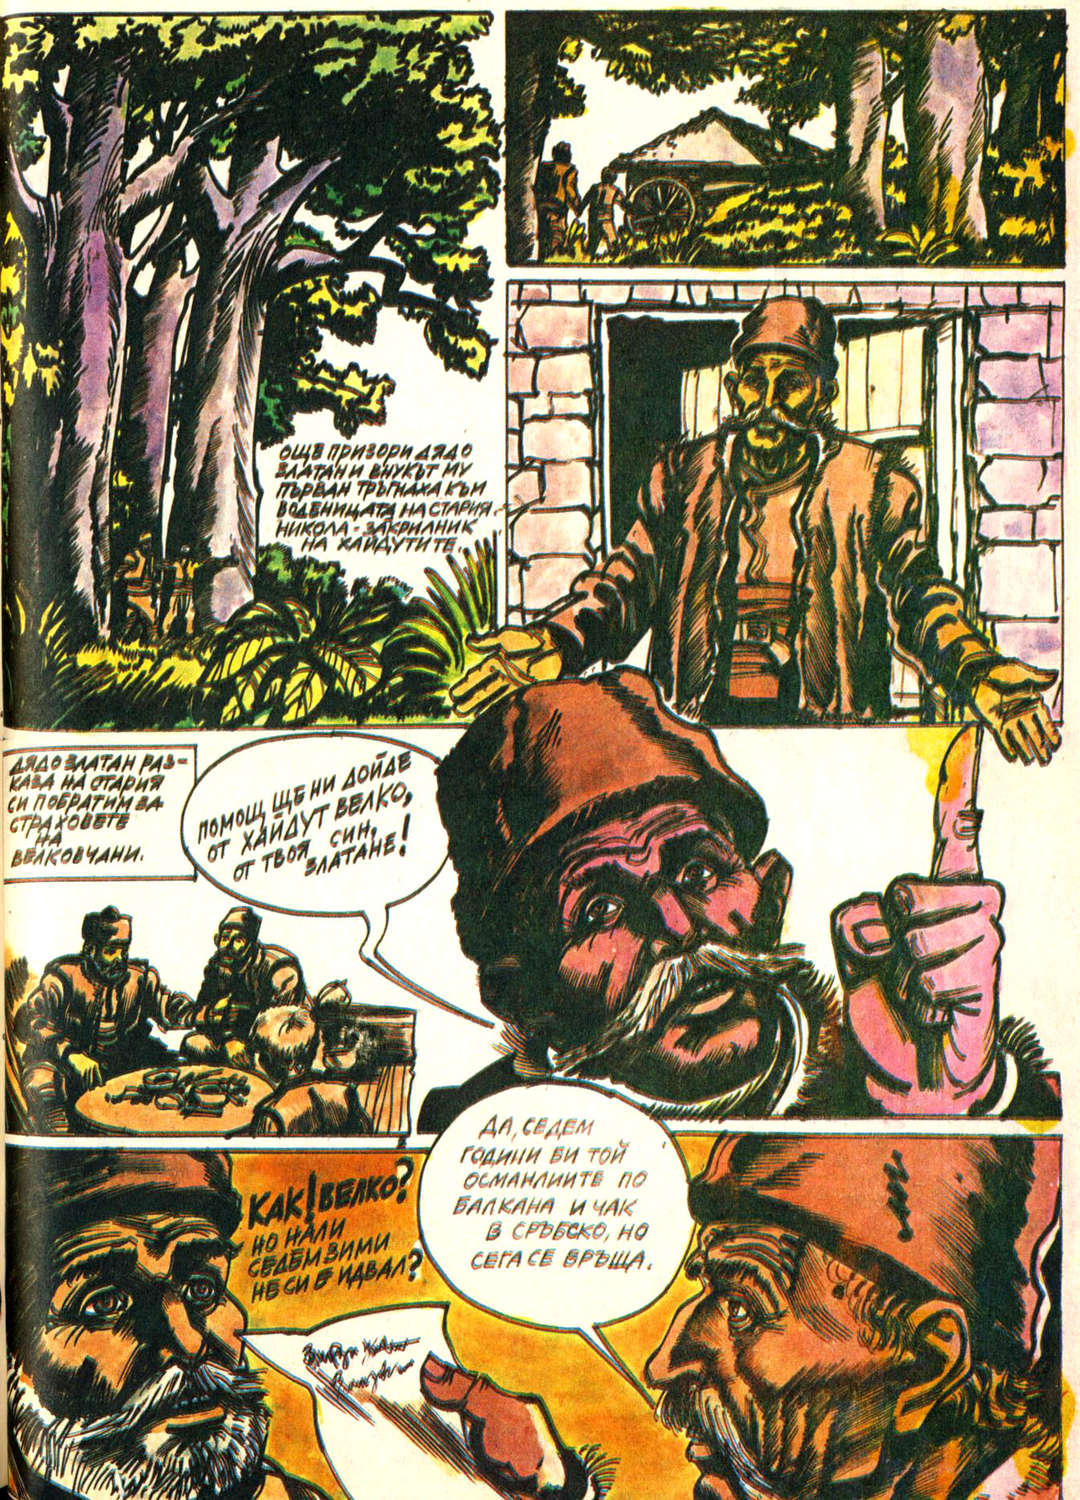 ОЩЕ ПРИЗОРИ ДЯДО
ЗЛАТАН И ВНУКЪТ МУ
ПЪРВАН ТРЪГНАХА КЪМ
ВОДЕНИЦАТА НА СТАРИЯ
НИКОЛА - ЗАКРИЛНИК
НА ХАЙДУТИТЕ.
ДЯДО ЗЛАТАН РАЗ-
КАЗА НА СТАРИЯ
СИ ПОБРАТИМ ЗА
СТРАХОВЕТЕ
НА
ВЕЛКОВЧАНИ.
ПОМОЩ ЩЕ НИ ДОЙДЕ
ОТ ХАЙДУТ ВЕЛКО,
ОТ ТВОЯ СИН,
ЗЛАТАНЕ!
КАК! ВЕЛКО?
НО НАЛИ
СЕДЕМ ЗИМИ
НЕ СИ Е ИДВАЛ?
ДА, СЕДЕМ
ГОДИНИ БИ ТОЙ
ОСМАНЛИИТЕ ПО
БАЛКАНА И ЧАК
В СРЪБСКО, НО
СЕГА СЕ ВРЪЩА.